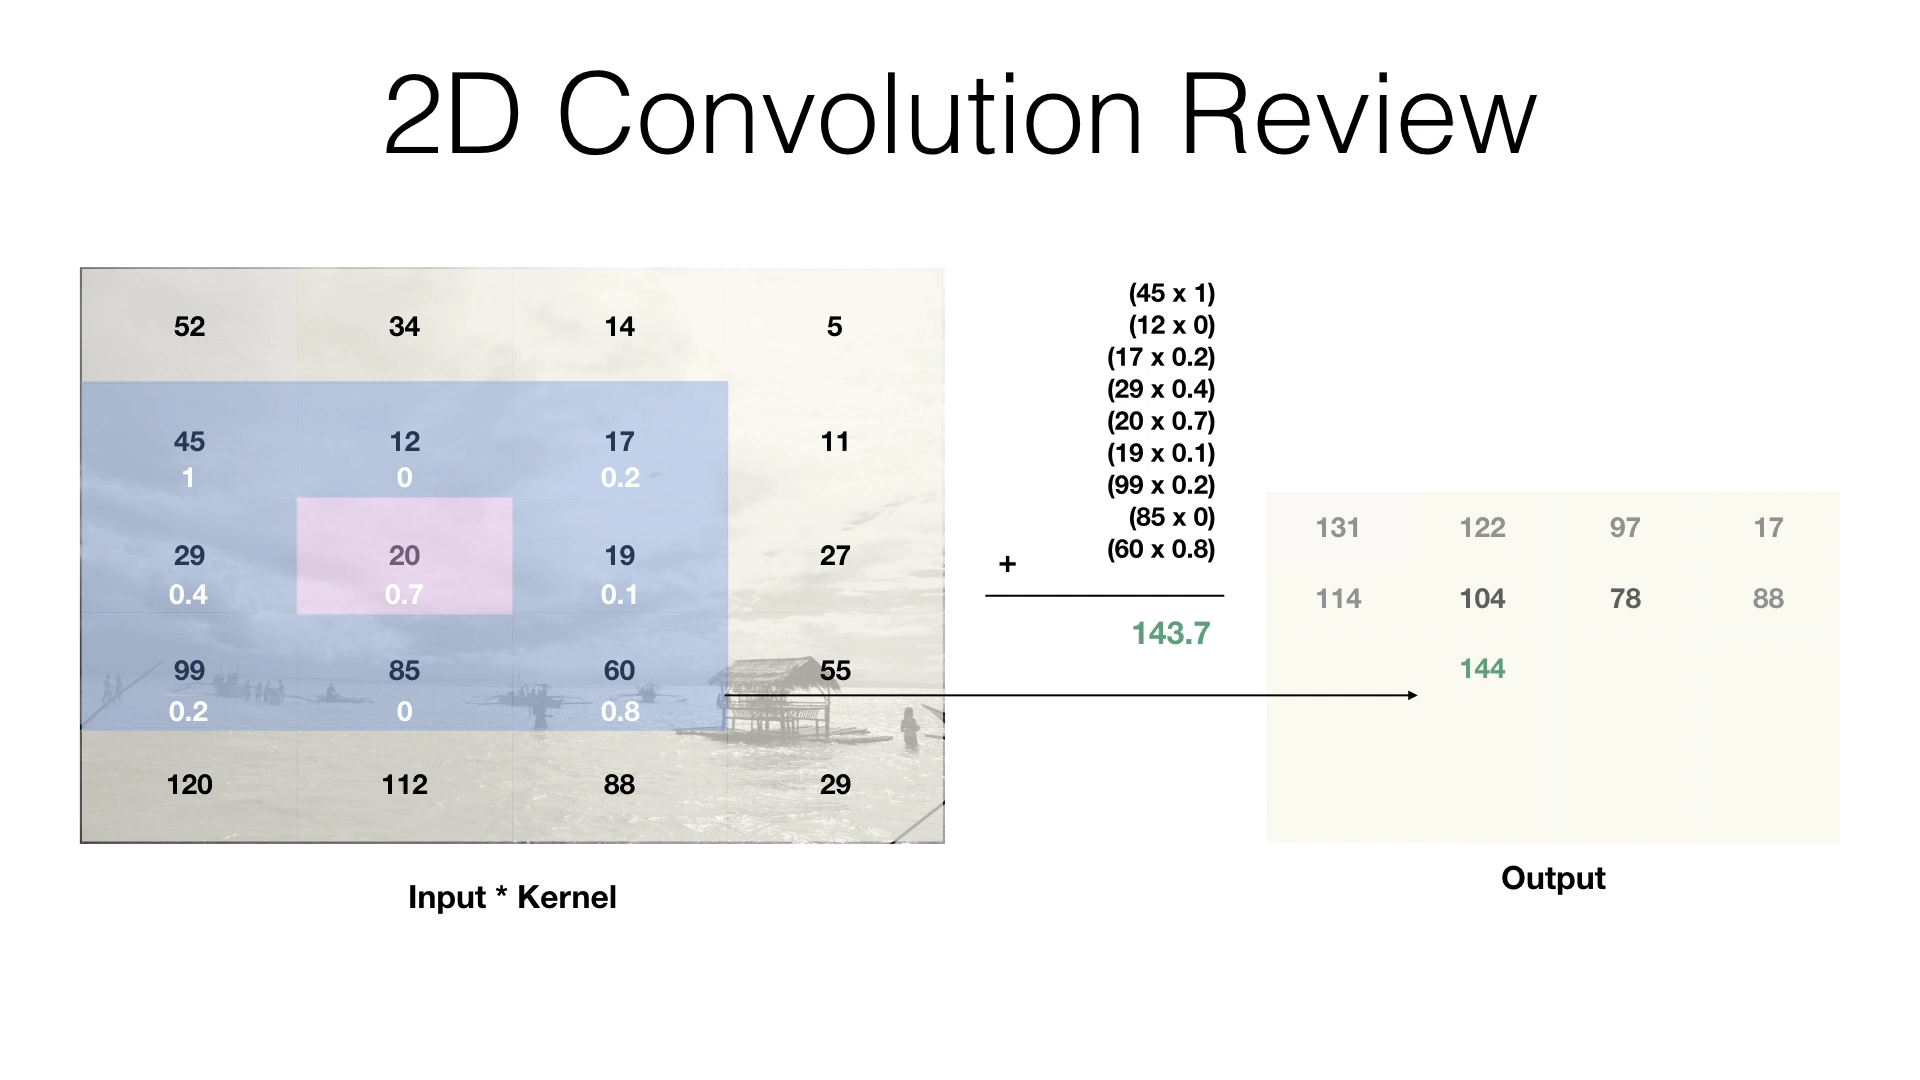 2D Convolution Review
52 34 14 5
45 12 17 11
1 0 0.2
29 20 19 27
0.4 0.7 0.1
99 85 60 55
0.2 0 0.8
120 112 88 29
Input * Kernel
(45 x 1)
(12 x 0)
(17 x 0.2)
(29 x 0.4)
(20 x 0.7)
(19 x 0.1)
(99 x 0.2)
(85 x 0)
(60 x 0.8)
+
143.7
131 122 97 17
114 104 78 88
144
Output